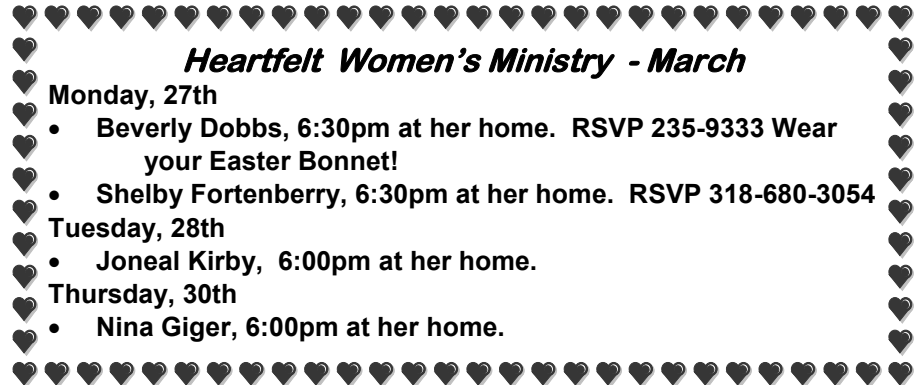 Heartfelt Women's Ministry - March
Monday, 27th
• Beverly Dobbs, 6:30pm at her home. RSVP 235-9333 Wear
your Easter Bonnet!
• Shelby Fortenberry, 6:30pm at her home. RSVP 318-680-3054
Tuesday, 28th
• Joneal Kirby, 6:00pm at her home.
Thursday, 30th
• Nina Giger, 6:00pm at her home.